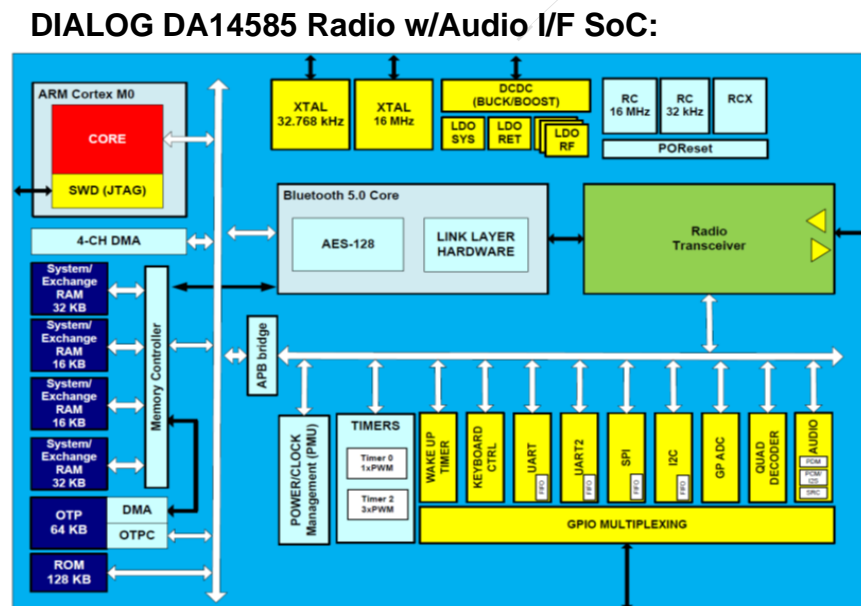 DIALOG DA14585 Radio w/Audio I/F SoC:
ARM Cortex M0
CORE
SWD (JTAG)
XTAL
32.768 kHz
XTAL
16 MHz
DCDC
(BUCK/BOOST)
LDO
SYS
LDO
RET
LDO
RF
RC
16 MHz
RC
32 kHz
RCX
POReset
4-CH DMA
Bluetooth 5.0 Core
AES-128
LINK LAYER
HARDWARE
Radio
Transceiver
System/
Exchange
RAM
32 KB
System/
Exchange
RAM
16 KB
System/
Exchange
RAM
16 KB
System/
Exchange
RAM
32 KB
Memory Controller
APB bridge
OTP
64 KB
DMA
OTPC
ROM
128 KB
POWER/CLOCK
Management (PMU)
TIMERS
Timer 0
1xPWM
Timer 2
3xPWM
WAKE UP
TIMER
KEYBOARD
CTRL
UART
FIFO
UART2
FIFO
SPI
FIFO
I2C
FIFO
GP ADC
QUAD
DECODER
AUDIO
PDM
PCM/
I2S
SRC
GPIO MULTIPLEXING